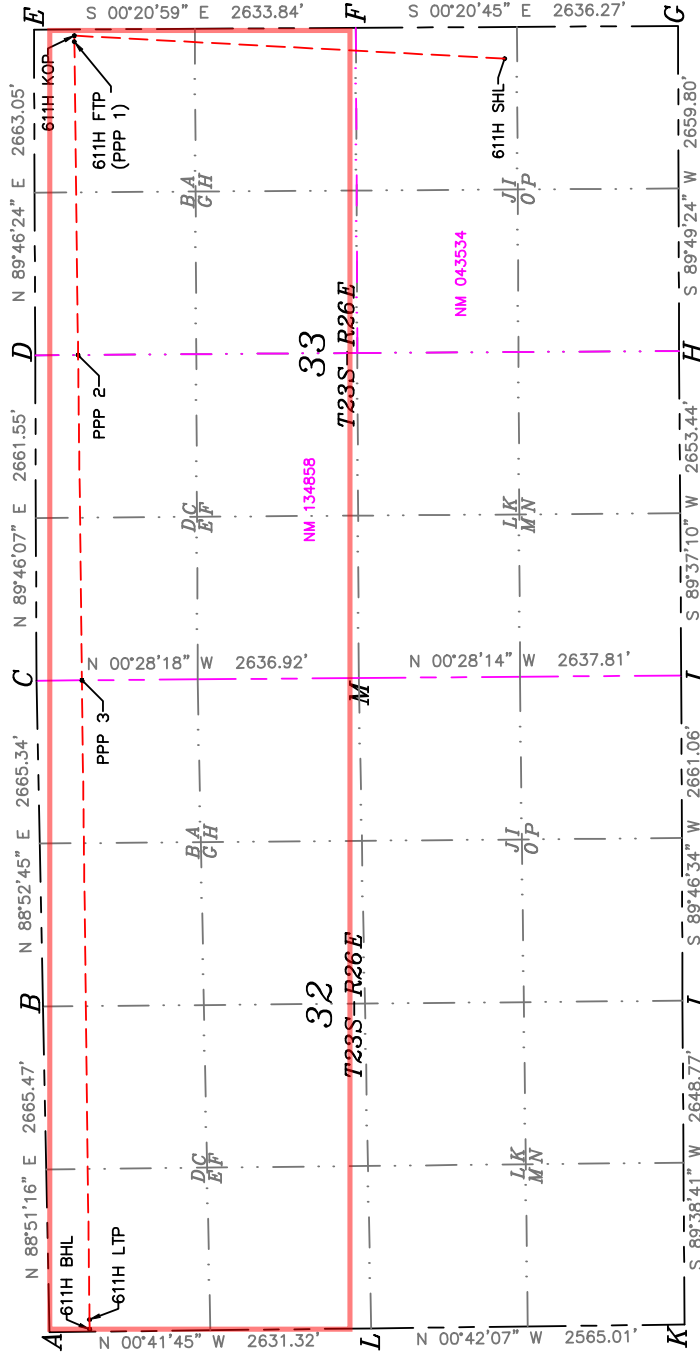 E
S 00°20'59" E 2633.84'
F
S 00°20'45" E 2636.27'
G
611H KOP
611H FTP
(PPP 1)
611H SHL
N 89°46'24" E 2663.05'
S 89°49'24" W 2659.80'
B A
G H
J I
O P
NM 043534
33
T23S-R26E
D
PPP 2
H
N 89°46'07" E 2661.55'
NM 134858
S 89°37'10" W 2653.44'
D C
E F
L K
M N
C
N 00°28'18" W 2636.92'
N 00°28'14" W 2637.81'
M
I
PPP 3
N 88°52'45" E 2665.34'
S 89°46'34" W 2661.06'
B A
G H
J I
O P
32
T23S-R26E
B
J
N 88°51'16" E 2665.47'
S 89°38'41" W 2648.77'
D C
E F
L K
M N
611H BHL
611H LTP
A
N 00°41'45" W 2631.32'
L
N 00°42'07" W 2565.01'
K